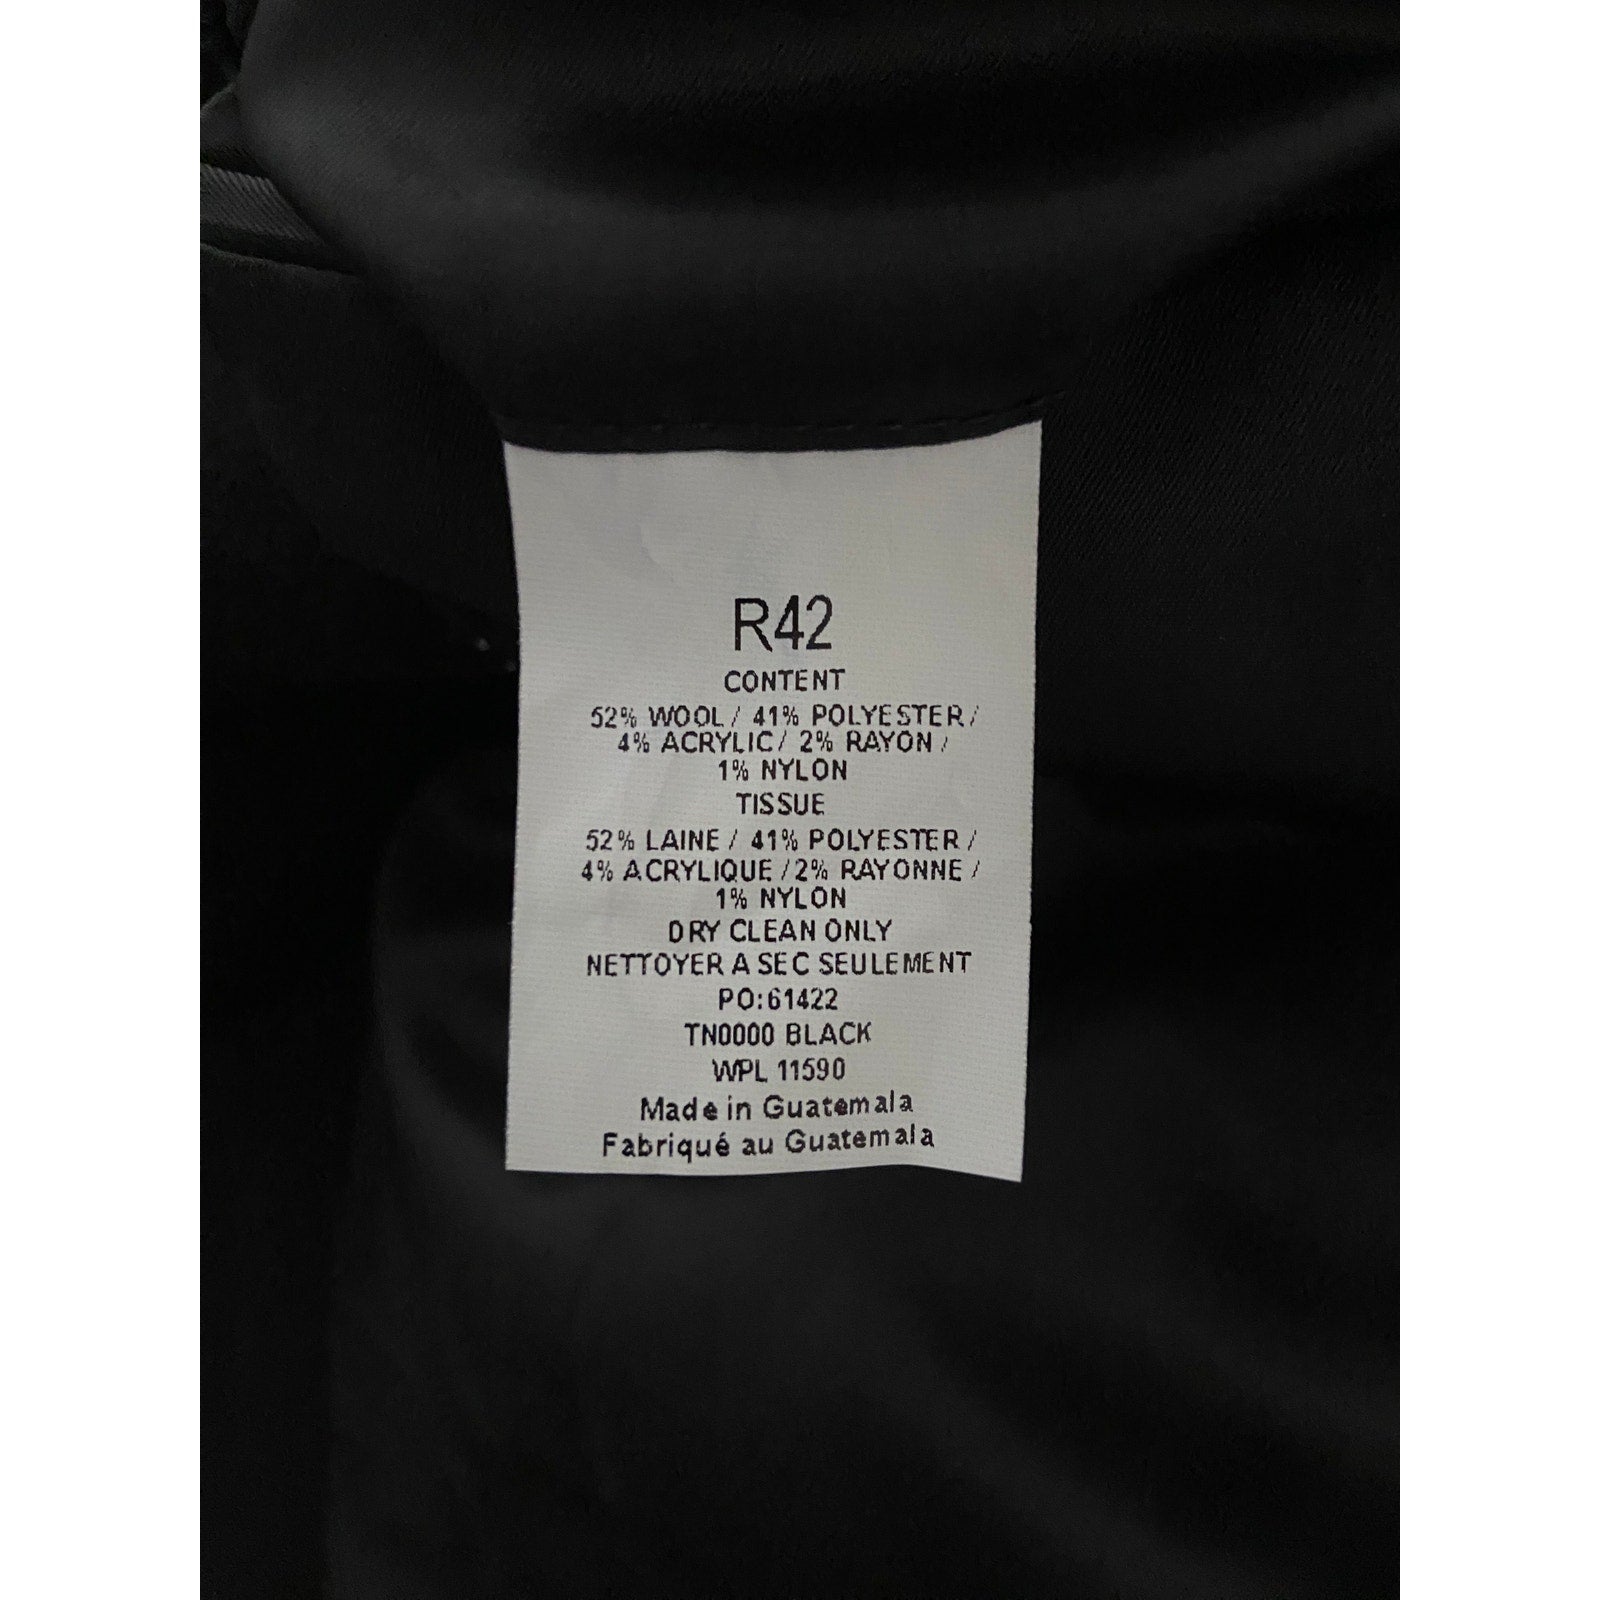 R42
CONTENT
52% WOOL / 41% POLYESTER /
4% ACRYLIC / 2% RAYON /
1% NYLON
TISSUE
52% LAINE / 41% POLYESTER /
4% ACRYLIQUE / 2% RAYONNE /
1% NYLON
DRY CLEAN ONLY
NETTOYER A SEC SEULEMENT
PO:61422
TN0000 BLACK
WPL 11590
Made in Guatemala
Fabriqué au Guatemala